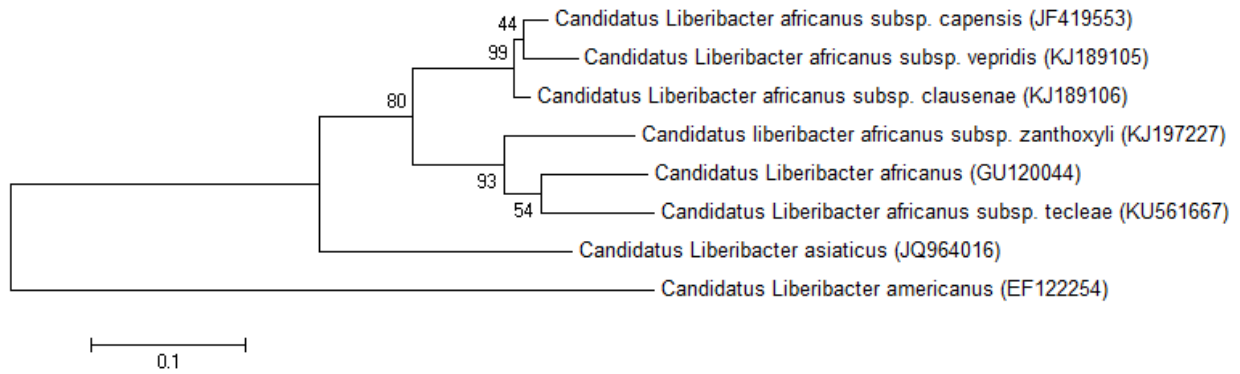 44
Candidatus Liberibacter africanus subsp. capensis (JF419553)
99
Candidatus Liberibacter africanus subsp. vepridis (KJ189105)
80
Candidatus Liberibacter africanus subsp. clausenae (KJ189106)
Candidatus liberibacter africanus subsp. zanthoxyli (KJ197227)
93
Candidatus Liberibacter africanus (GU120044)
54
Candidatus Liberibacter africanus subsp. tecleae (KU561667)
Candidatus Liberibacter asiaticus (JQ964016)
Candidatus Liberibacter americanus (EF122254)
0.1